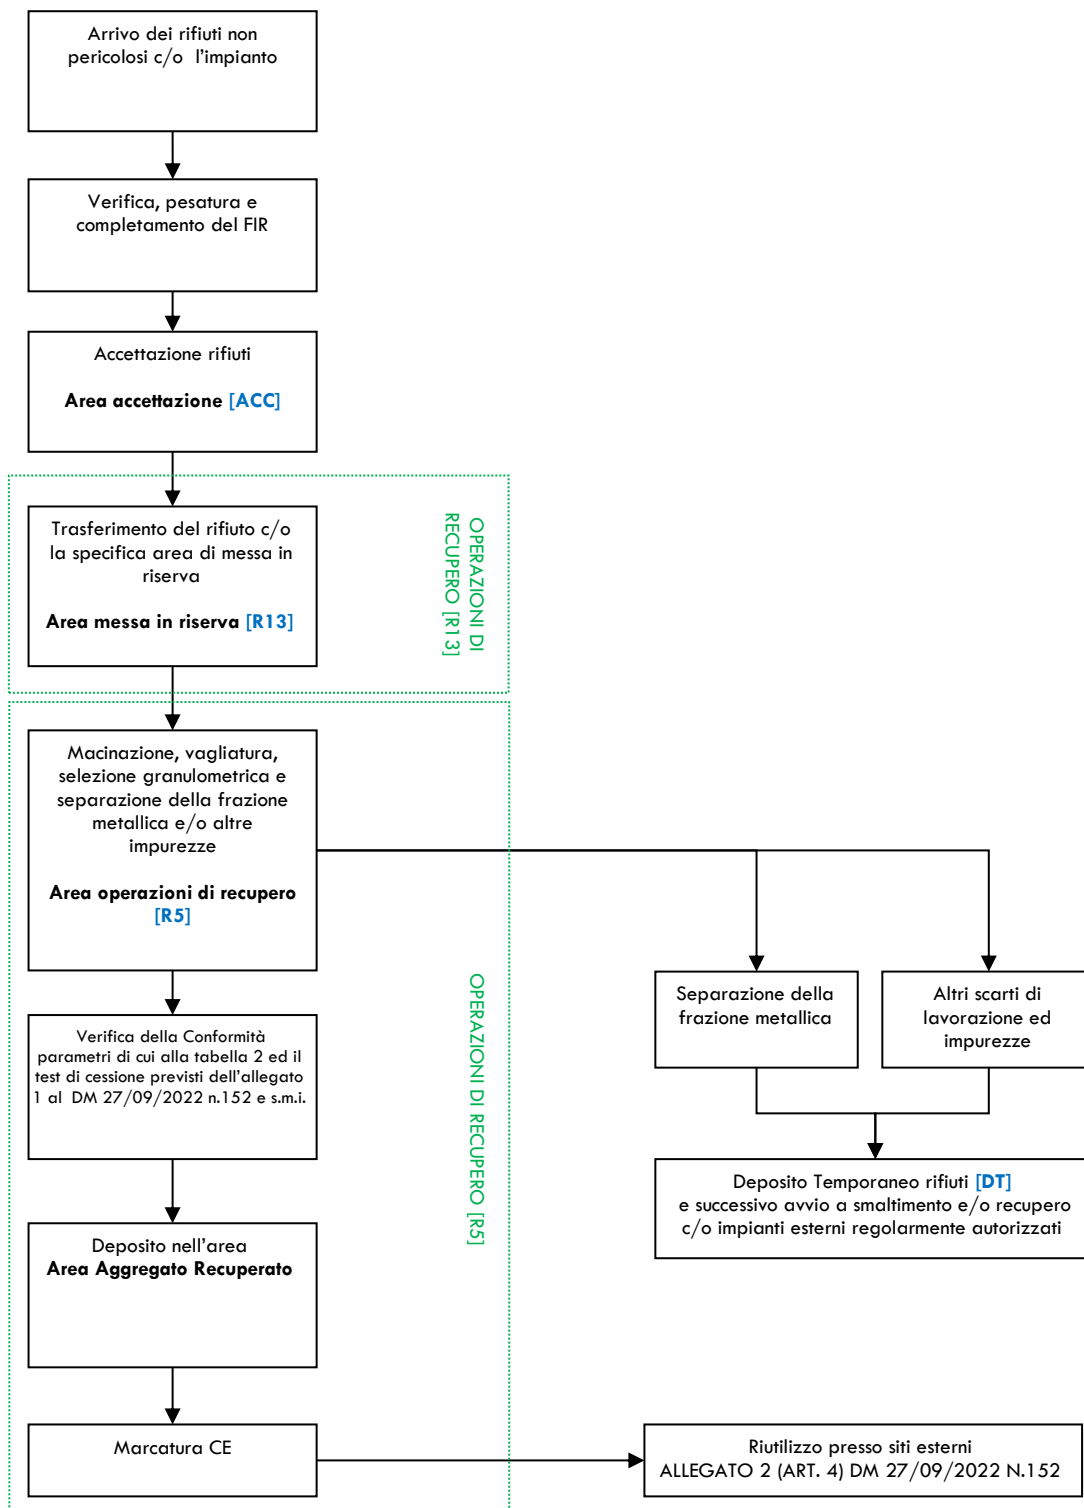 Arrivo dei rifiuti non
pericolosi c/o l'impianto
Verifica, pesatura e
completamento del FIR
Accettazione rifiuti
Area accettazione [ACC]
Trasferimento del rifiuto c/o
la specifica area di messa in
riserva
Area messa in riserva [R13]
OPERAZIONI DI
RECUPERO [R13]
Macinazione, vagliatura,
selezione granulometrica e
separazione della frazione
metallica e/o altre
impurezze
Area operazioni di recupero
[R5]
OPERAZIONI DI RECUPERO [R5]
Separazione della
frazione metallica
Altri scarti di
lavorazione ed
impurezze
Verifica della Conformità
parametri di cui alla tabella 2 ed il
test di cessione previsti dell'allegato
1 al DM 27/09/2022 n.152 e s.m.i.
Deposito Temporaneo rifiuti [DT]
e successivo avvio a smaltimento e/o recupero
c/o impianti esterni regolarmente autorizzati
Deposito nell'area
Area Aggregato Recuperato
Marcatura CE
Riutilizzo presso siti esterni
ALLEGATO 2 (ART. 4) DM 27/09/2022 N.152